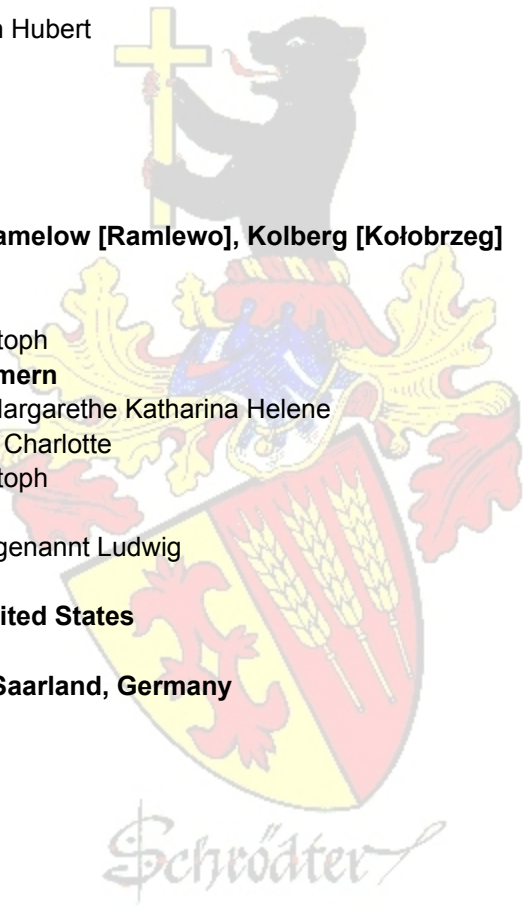 Hubert
amelow [Ramlewo], Kolberg [Kołobrzeg]
toph
mern
Margarethe Katharina Helene
Charlotte
toph
genannt Ludwig
ited States
Saarland, Germany
Schrödter